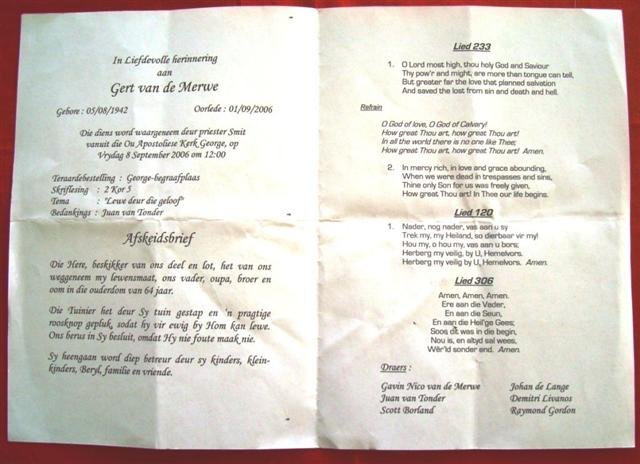 In Liefdevolle herinnering
aan
Gert van de Merwe
Gebore : 05/08/1942 Oorlede : 01/09/2006
Die diens word waargeneem deur priester Smit
vanuit die Ou Apostoliese Kerk George, op
Vrydag 8 September 2006 om 12:00
Teraardebestelling : George-begraafplaas
Skriflesing : 2 Kor 5
Tema : "Lewe deur die geloof"
Bedankings : Juan van Tonder
Afskeidsbrief
Die Here, beskikker van ons deel en lot, het van ons
weggeneem my lewensmaat, ons vader, oupa, broer en
oom in die ouderdom van 64 jaar.
Die Tuinier het deur Sy tuin gestap en 'n pragtige
roosknop gepluk, sodat hy vir ewig by Hom kan lewe.
Ons berus in Sy besluit, omdat Hy nie foute maak nie.
Sy heengaan word diep betreur deur sy kinders, klein-
kinders, Beryl, familie en vriende.
Lied 233
1. O Lord most high, thou holy God and Saviour
Thy pow'r and might, are more than tongue can tell,
But greater far the love that planned salvation
And saved the lost from sin and death and hell.
Refrain
O God of love, O God of Calvary!
How great Thou art, how great Thou art!
In all the world there is no one like Thee;
How great Thou art, how great Thou art! Amen.
2. In mercy rich, in love and grace abounding,
When we were dead in trespasses and sins,
Thine only Son for us was freely given,
How great Thou art! In Thee our life begins.
Lied 120
1. Nader, nog nader, vas aan u sy
Trek my, my Heiland, so dierbaar vir my!
Hou my, o hou my, vas aan u bors;
Herberg my veilig by U, Hemelvors.
Herberg my veilig by U, Hemelvors. Amen.
Lied 306
Amen, Amen, Amen.
Ere aan die Vader,
En aan die Seun,
En aan die Heil'ge Gees;
Soos dit was in die begin,
Nou is, en altyd sal wees,
Wêr'ld sonder end. Amen.
Draers :
Gavin Nico van de Merwe Johan de Lange
Juan van Tonder Demitri Livanos
Scott Borland Raymond Gordon